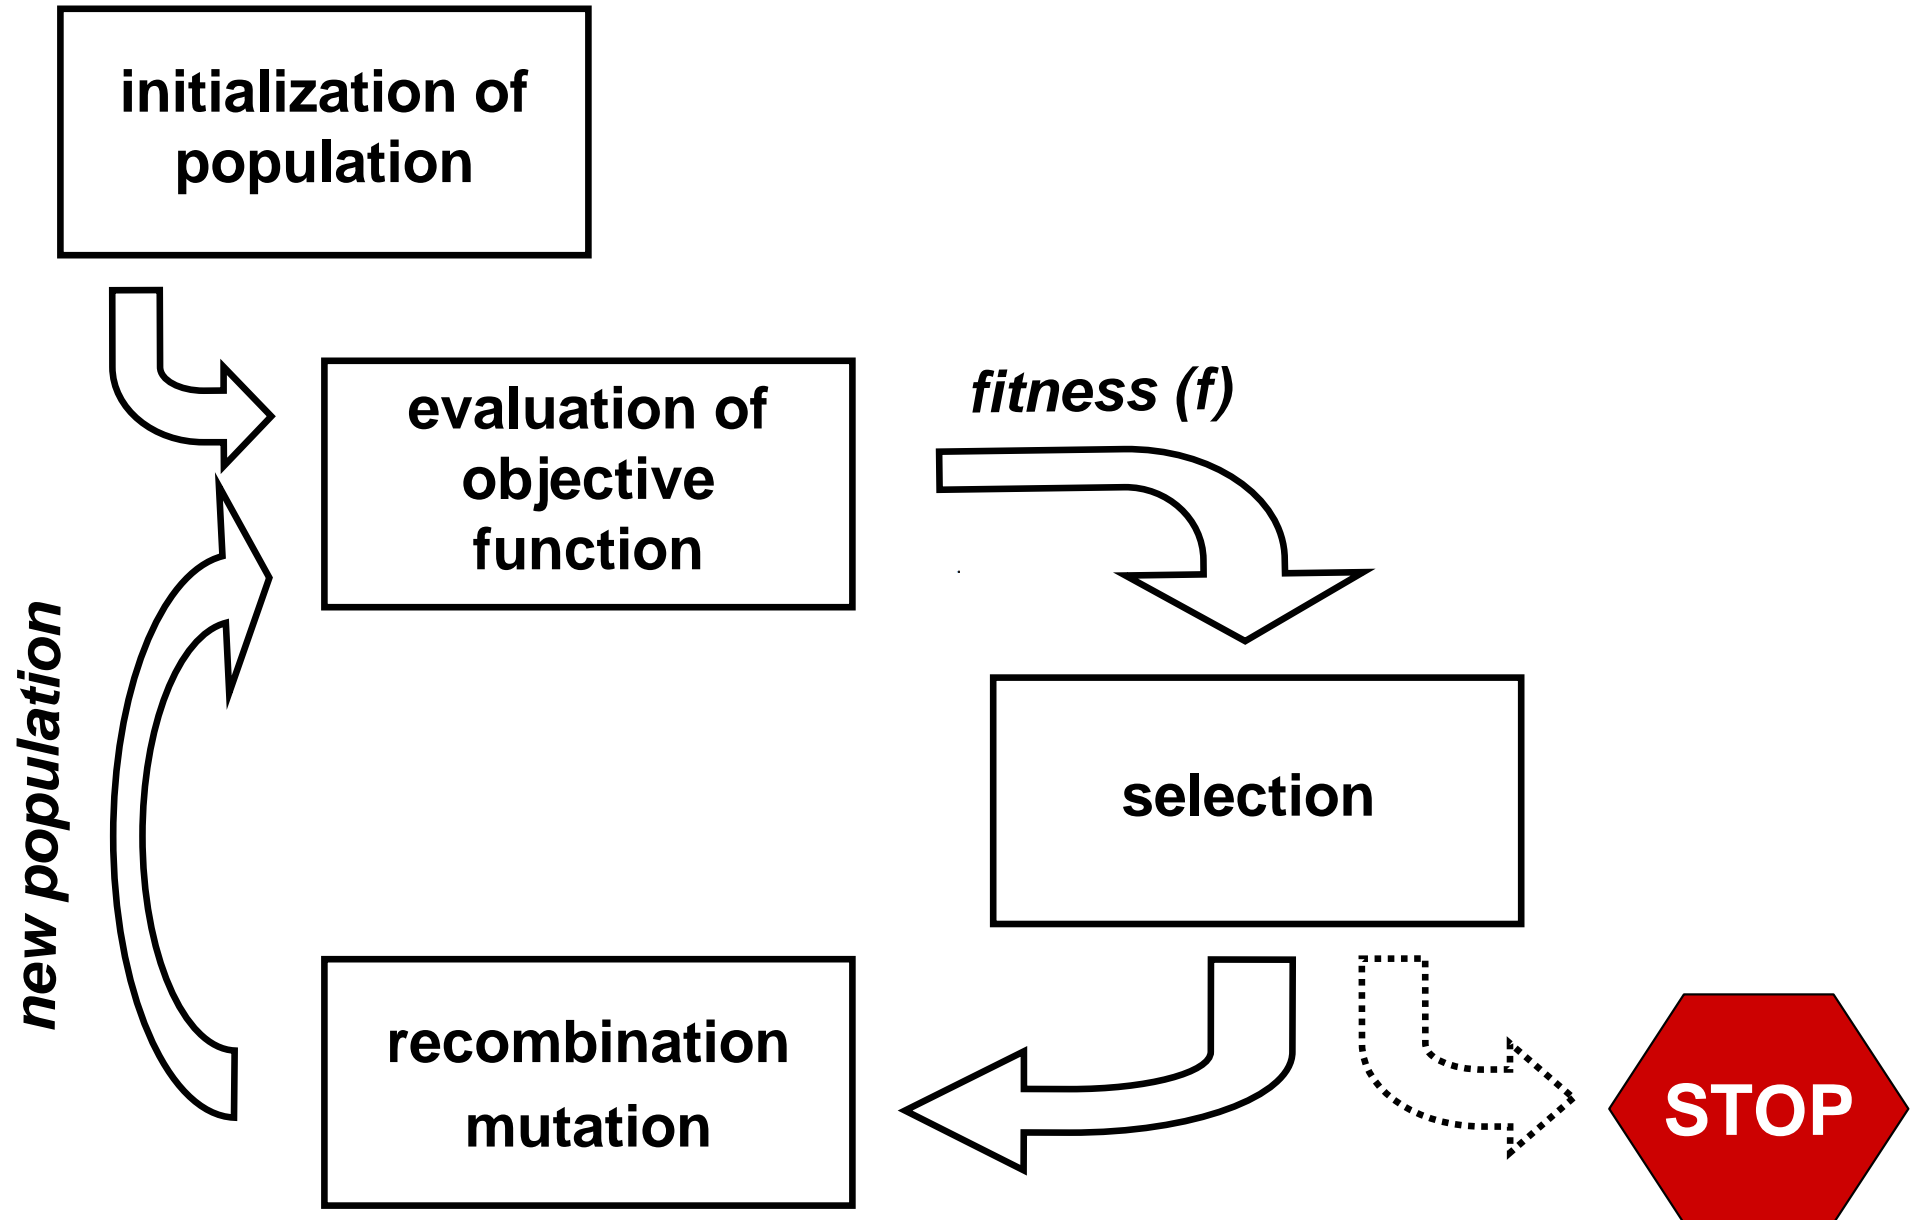 initialization of
population
evaluation of
objective
function
fitness (f)
selection
new population
recombination
mutation
STOP